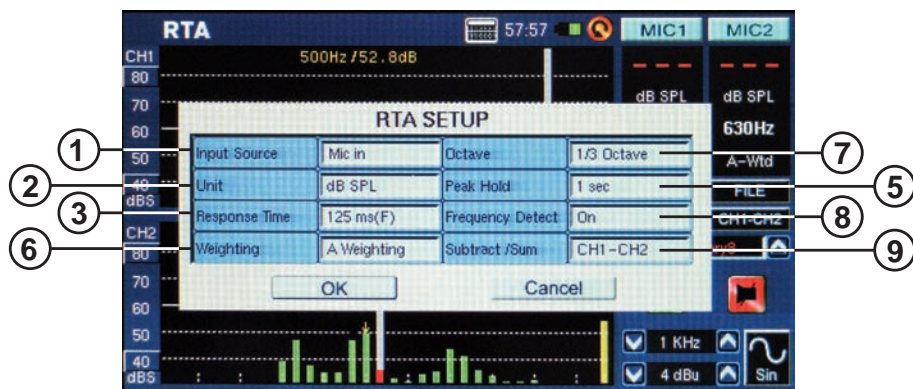 RTA 57:57 MIC1 MIC2
CH1 500Hz/52.8dB
80
70 dB SPL dB SPL
RTA SETUP
60 630Hz
1 Input Source Mic in Octave 1/3 Octave 7
50 A-Wtd
2 Unit dB SPL Peak Hold 1 sec 5
40 FILE
dBS
3 Response Time 125 ms(F) Frequency Detect On 8
CH1-CH2
CH2
6 Weighting A Weighting Subtract /Sum CH1-CH2 9
80
70 OK Cancel
60
50 1 KHz
40
dBS 4 dBu Sin